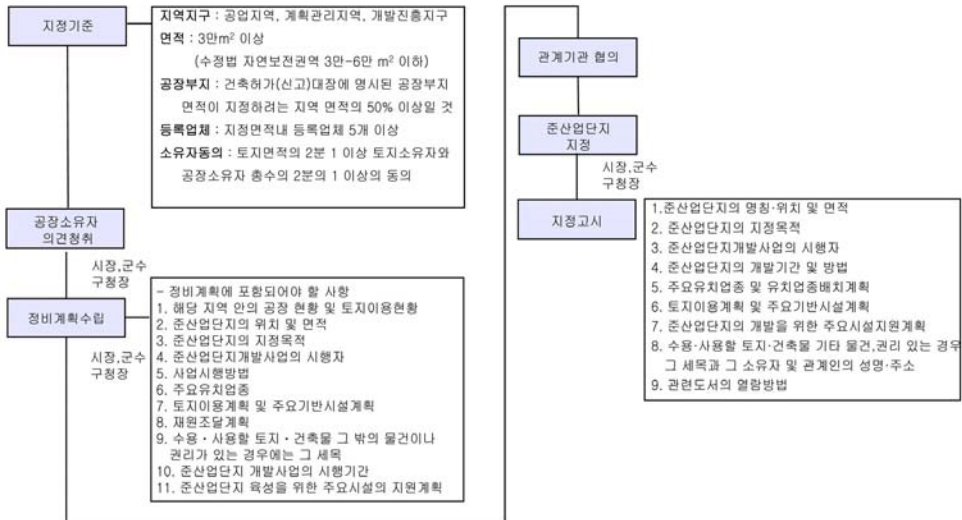 지정기준
지역지구 : 공업지역, 계획관리지역, 개발진흥지구
면적 : 3만m² 이상
(수정법 자연보전권역 3만-6만 m² 이하)
공장부지 : 건축허가(신고)대장에 명시된 공장부지
면적이 지정하려는 지역 면적의 50% 이상일 것
등록업체 : 지정면적내 등록업체 5개 이상
소유자동의 : 토지면적의 2분 1 이상 토지소유자와
공장소유자 총수의 2분의 1 이상의 동의
공장소유자
의견청취
시장,군수
구청장
정비계획수립
시장,군수
구청장
- 정비계획에 포함되어야 할 사항
1. 해당 지역 안의 공장 현황 및 토지이용현황
2. 준산업단지의 위치 및 면적
3. 준산업단지의 지정목적
4. 준산업단지개발사업의 시행자
5. 사업시행방법
6. 주요유치업종
7. 토지이용계획 및 주요기반시설계획
8. 재원조달계획
9. 수용・사용할 토지・건축물 그 밖의 물건이나
권리가 있는 경우에는 그 세목
10. 준산업단지 개발사업의 시행기간
11. 준산업단지 육성을 위한 주요시설의 지원계획
관계기관 협의
준산업단지
지정
시장,군수
구청장
지정고시
1.준산업단지의 명칭·위치 및 면적
2. 준산업단지의 지정목적
3. 준산업단지개발사업의 시행자
4. 준산업단지의 개발기간 및 방법
5. 주요유치업종 및 유치업종배치계획
6. 토지이용계획 및 주요기반시설계획
7. 준산업단지의 개발을 위한 주요시설지원계획
8. 수용·사용할 토지·건축물 기타 물건,권리 있는 경우
그 세목과 그 소유자 및 관계인의 성명·주소
9. 관련도서의 열람방법